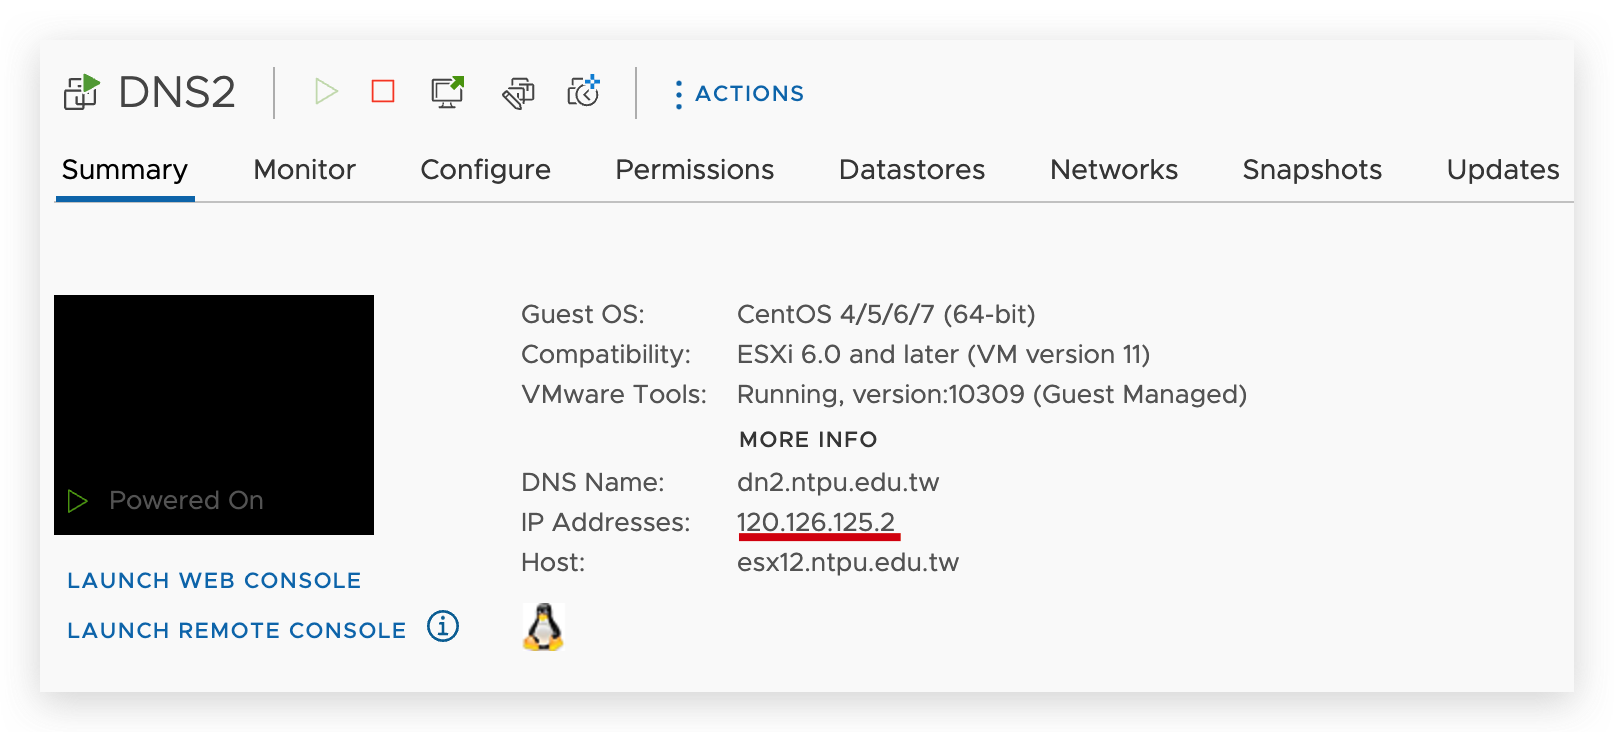 DNS2
ACTIONS
Summary Monitor Configure Permissions Datastores Networks Snapshots Updates
Powered On
LAUNCH WEB CONSOLE
LAUNCH REMOTE CONSOLE
Guest OS: CentOS 4/5/6/7 (64-bit)
Compatibility: ESXi 6.0 and later (VM version 11)
VMware Tools: Running, version:10309 (Guest Managed)
MORE INFO
DNS Name: dn2.ntpu.edu.tw
IP Addresses: 120.126.125.2
Host: esx12.ntpu.edu.tw